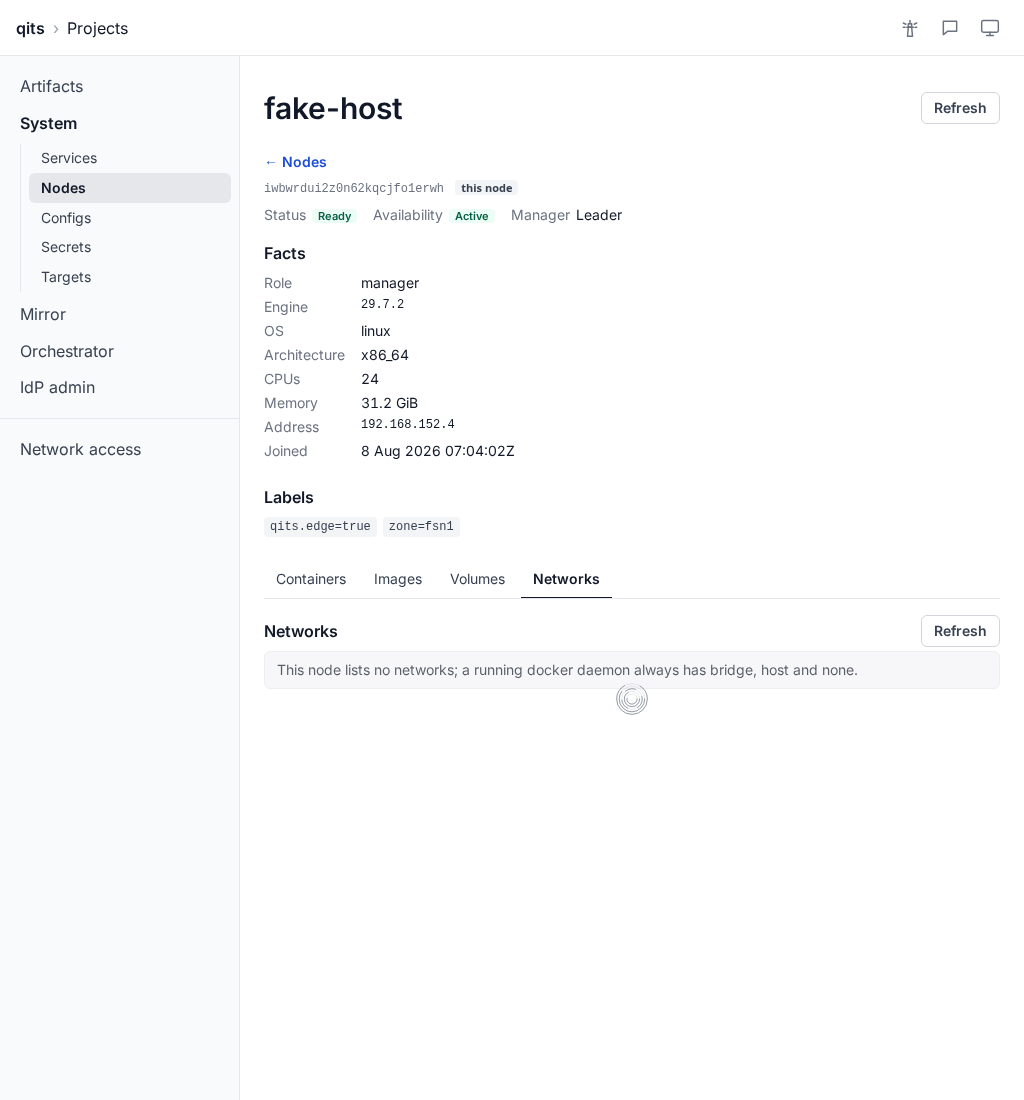 qits › Projects
Artifacts
System
Services
Nodes
Configs
Secrets
Targets
Mirror
Orchestrator
IdP admin
Network access
fake-host
Refresh
← Nodes
iwbwrdui2z0n62kqcjfo1erwh this node
Status Ready Availability Active Manager Leader
Facts
Role manager
Engine 29.7.2
OS linux
Architecture x86_64
CPUs 24
Memory 31.2 GiB
Address 192.168.152.4
Joined 8 Aug 2026 07:04:02Z
Labels
qits.edge=true zone=fsn1
Containers Images Volumes Networks
Networks Refresh
This node lists no networks; a running docker daemon always has bridge, host and none.